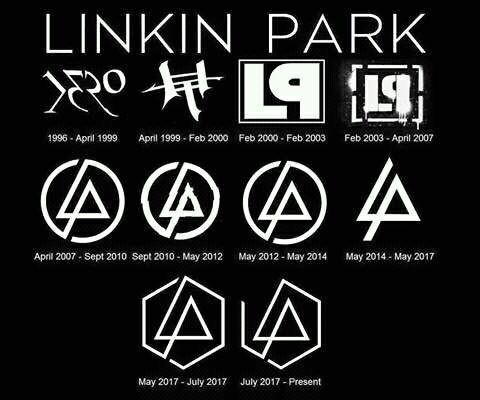 LINKIN PARK
1996 - April 1999
April 1999 - Feb 2000
Feb 2000 - Feb 2003
Feb 2003 - April 2007
April 2007 - Sept 2010
Sept 2010 - May 2012
May 2012 - May 2014
May 2014 - May 2017
May 2017 - July 2017
July 2017 - Present